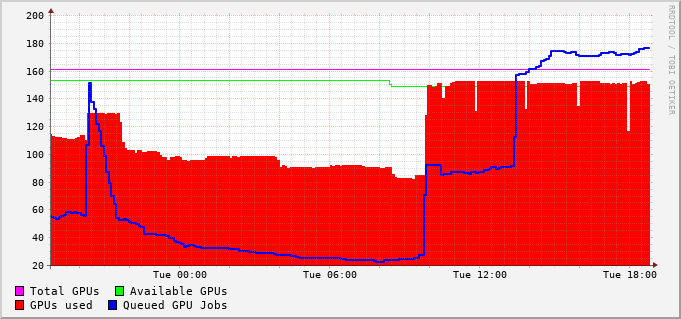 200
180
160
140
120
100
80
60
40
20
Tue 00:00 Tue 06:00 Tue 12:00 Tue 18:00
Total GPUs Available GPUs
GPUs used Queued GPU Jobs
RRDTOOL / TOBI OETIKER